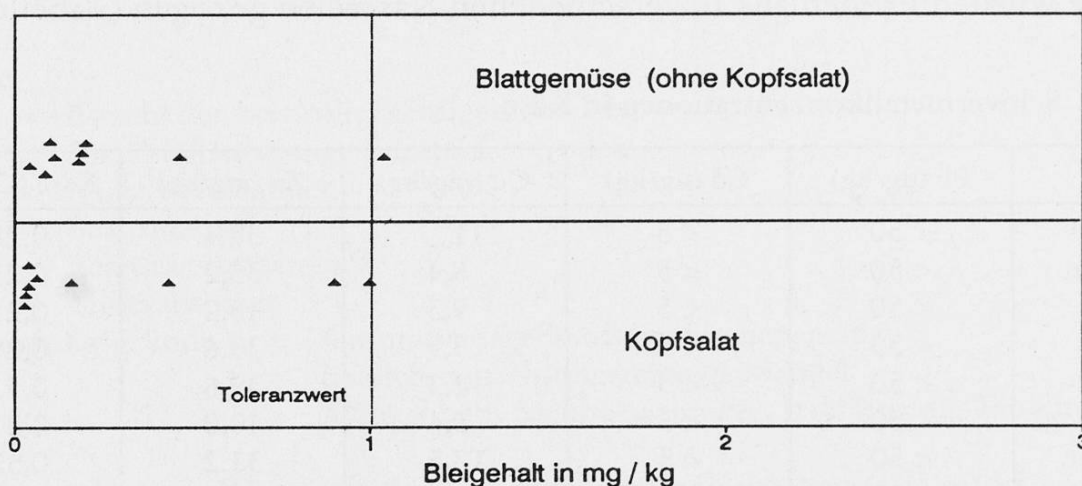 Blattgemüse (ohne Kopfsalat)
Kopfsalat
Toleranzwert
0 1 2 3
Bleigehalt in mg / kg